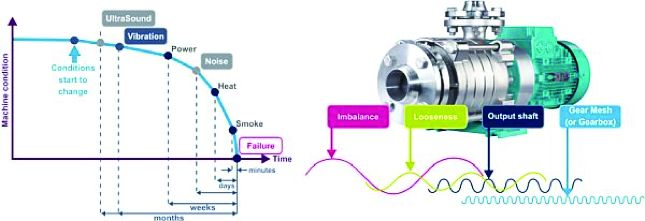 UltraSound
Vibration
Power
Noise
Conditions
start to
change
Heat
Smoke
Failure
Machine condition
Time
minutes
days
weeks
months
Imbalance
Looseness
Output shaft
Gear Mesh
(or Gearbox)